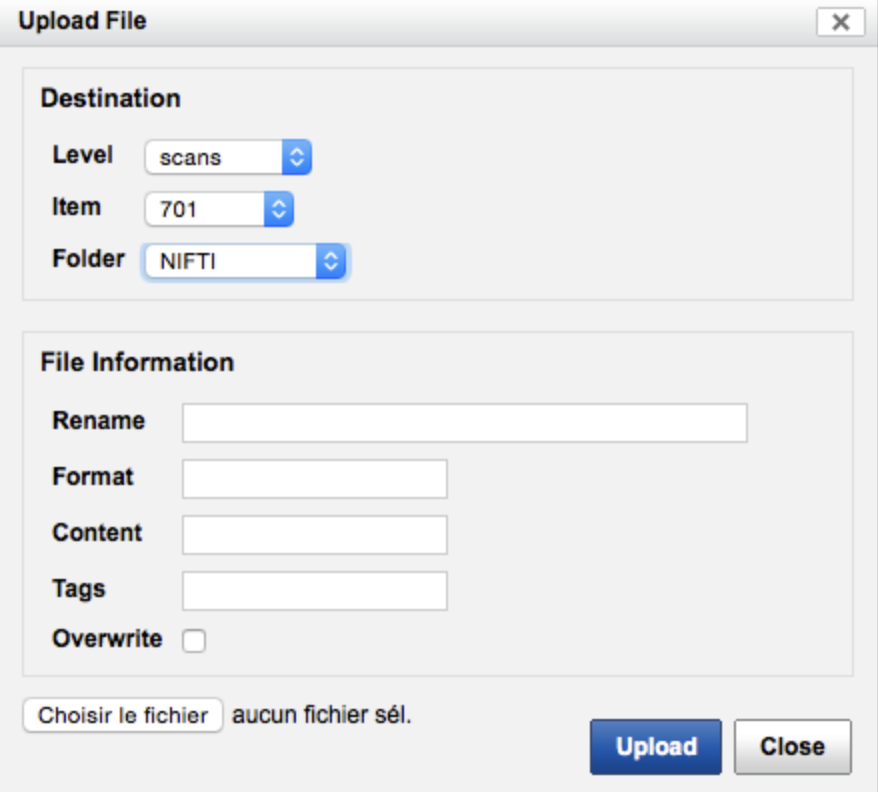 Upload File
Destination
Level scans
Item 701
Folder NIFTI
File Information
Rename
Format
Content
Tags
Overwrite
Choisir le fichier aucun fichier sél.
Upload Close